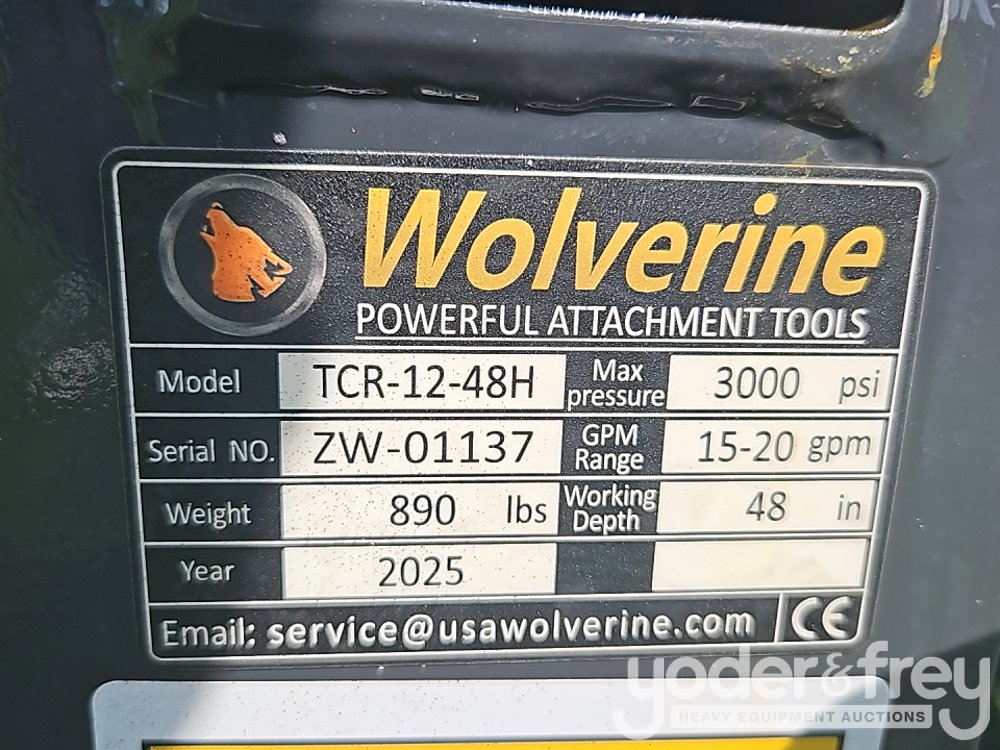 Wolverine
POWERFUL ATTACHMENT TOOLS
Model TCR-12-48H Max pressure 3000 psi
Serial NO. ZW-01137 GPM Range 15-20 gpm
Weight 890 lbs Working Depth 48 in
Year 2025
Email: service@usawolverine.com CE
yoder&frey
HEAVY EQUIPMENT AUCTIONS